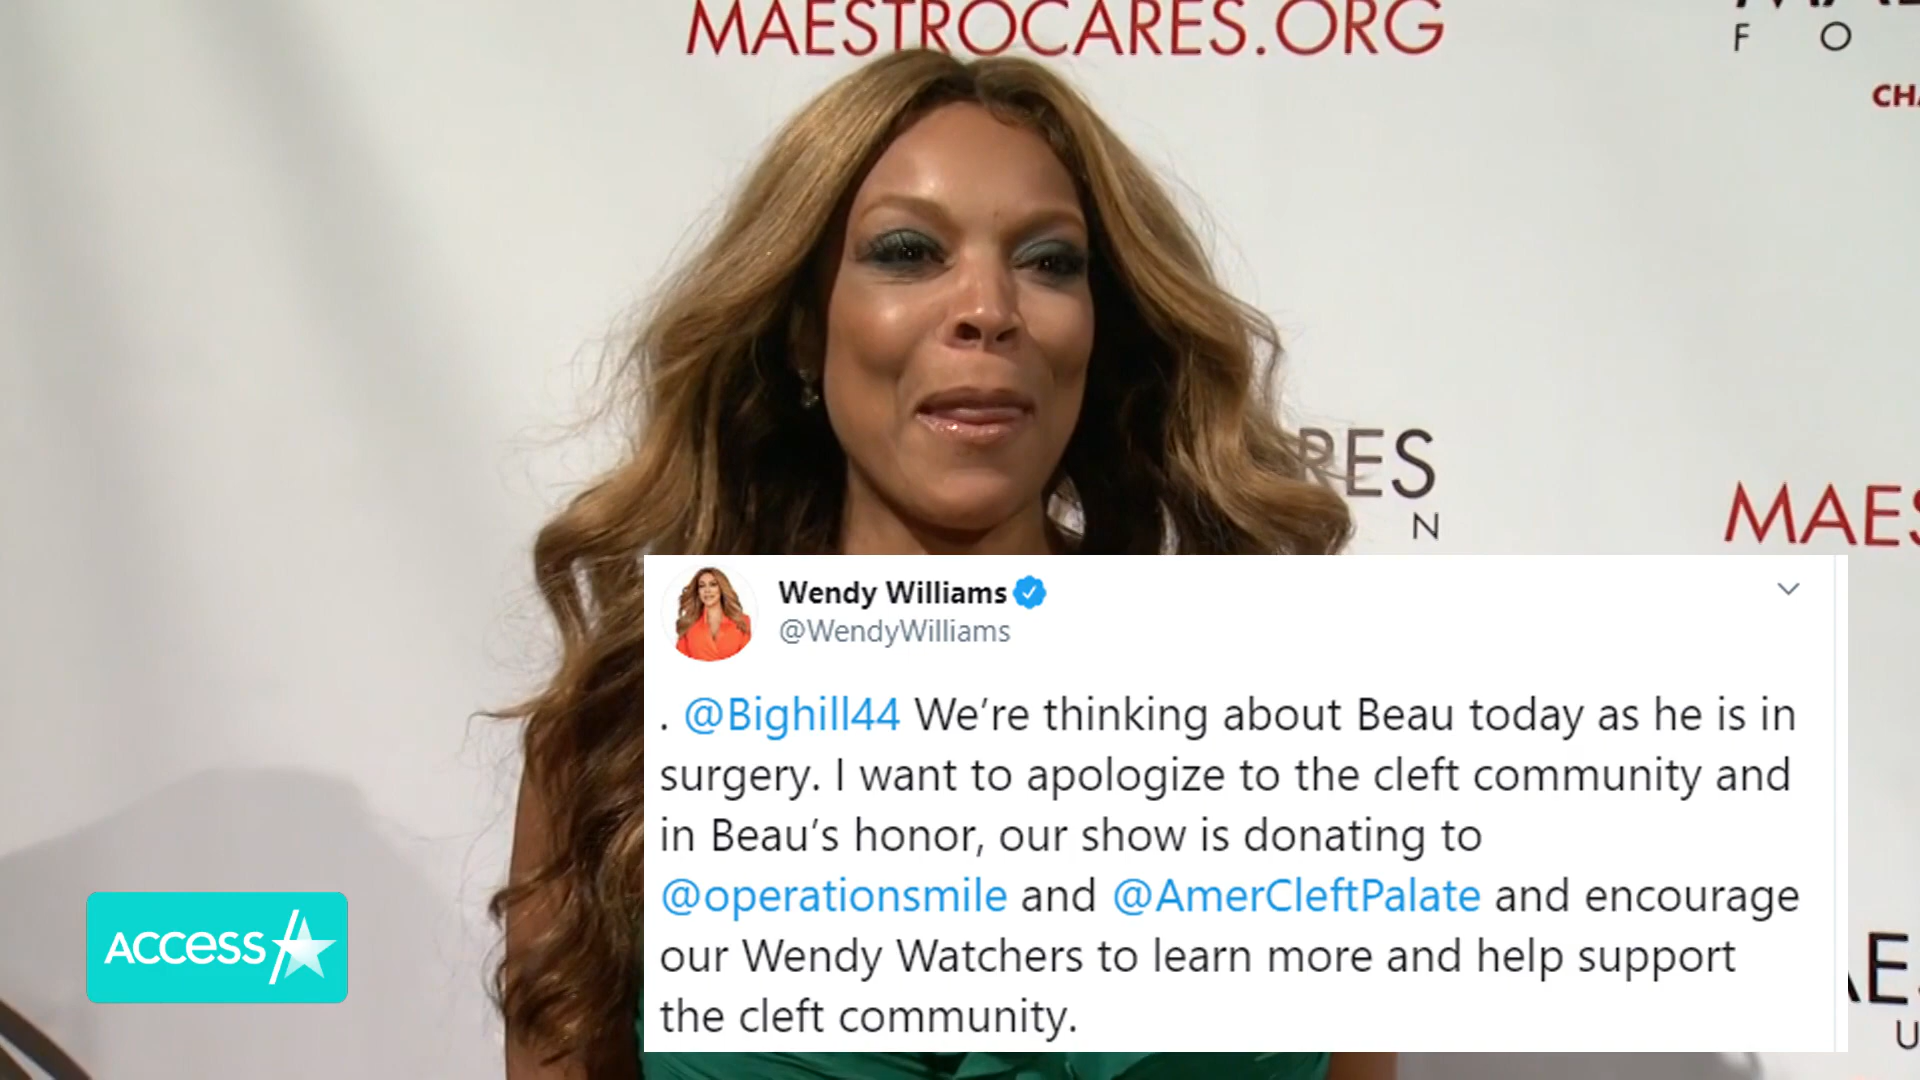 MAESTROCARES.ORG
F O
CHA
RES
N
MAES
Wendy Williams
@WendyWilliams
. @Bighill44 We’re thinking about Beau today as he is in
surgery. I want to apologize to the cleft community and
in Beau’s honor, our show is donating to
@operationsmile and @AmerCleftPalate and encourage
our Wendy Watchers to learn more and help support
the cleft community.
ACCESS